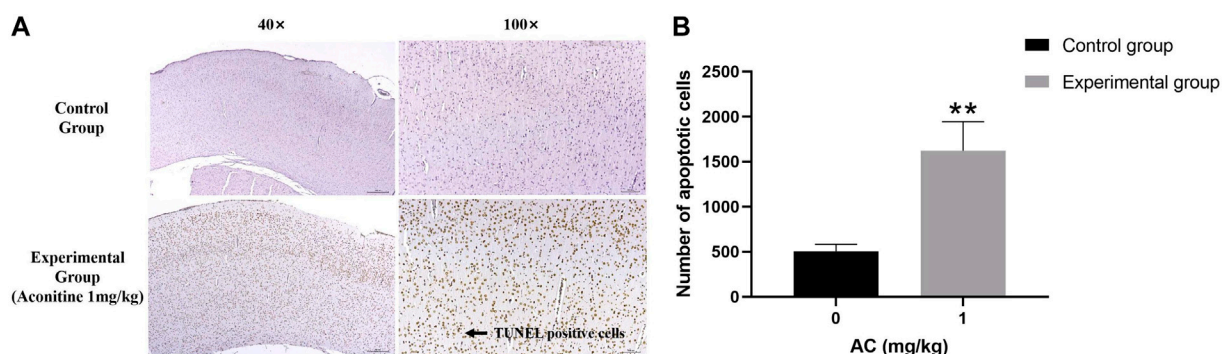 A
40×
100×
Control
Group
Experimental
Group
(Aconitine 1mg/kg)
TUNEL positive cells
B
Control group
Experimental group
Number of apoptotic cells
2500
2000
1500
1000
500
0
**
0
1
AC (mg/kg)